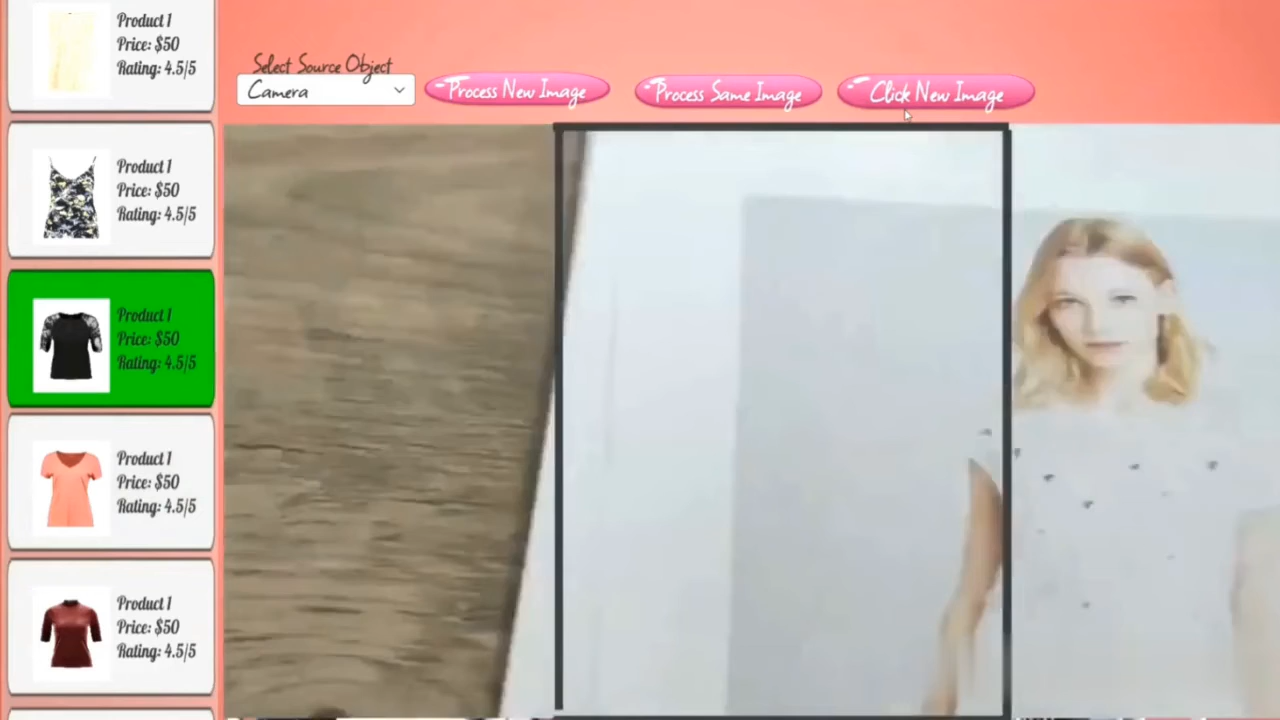 Product 1
Price: $50
Rating: 4.5/5
Product 1
Price: $50
Rating: 4.5/5
Product 1
Price: $50
Rating: 4.5/5
Product 1
Price: $50
Rating: 4.5/5
Product 1
Price: $50
Rating: 4.5/5
Select Source Object
Camera
Process New Image
Process Same Image
Click New Image